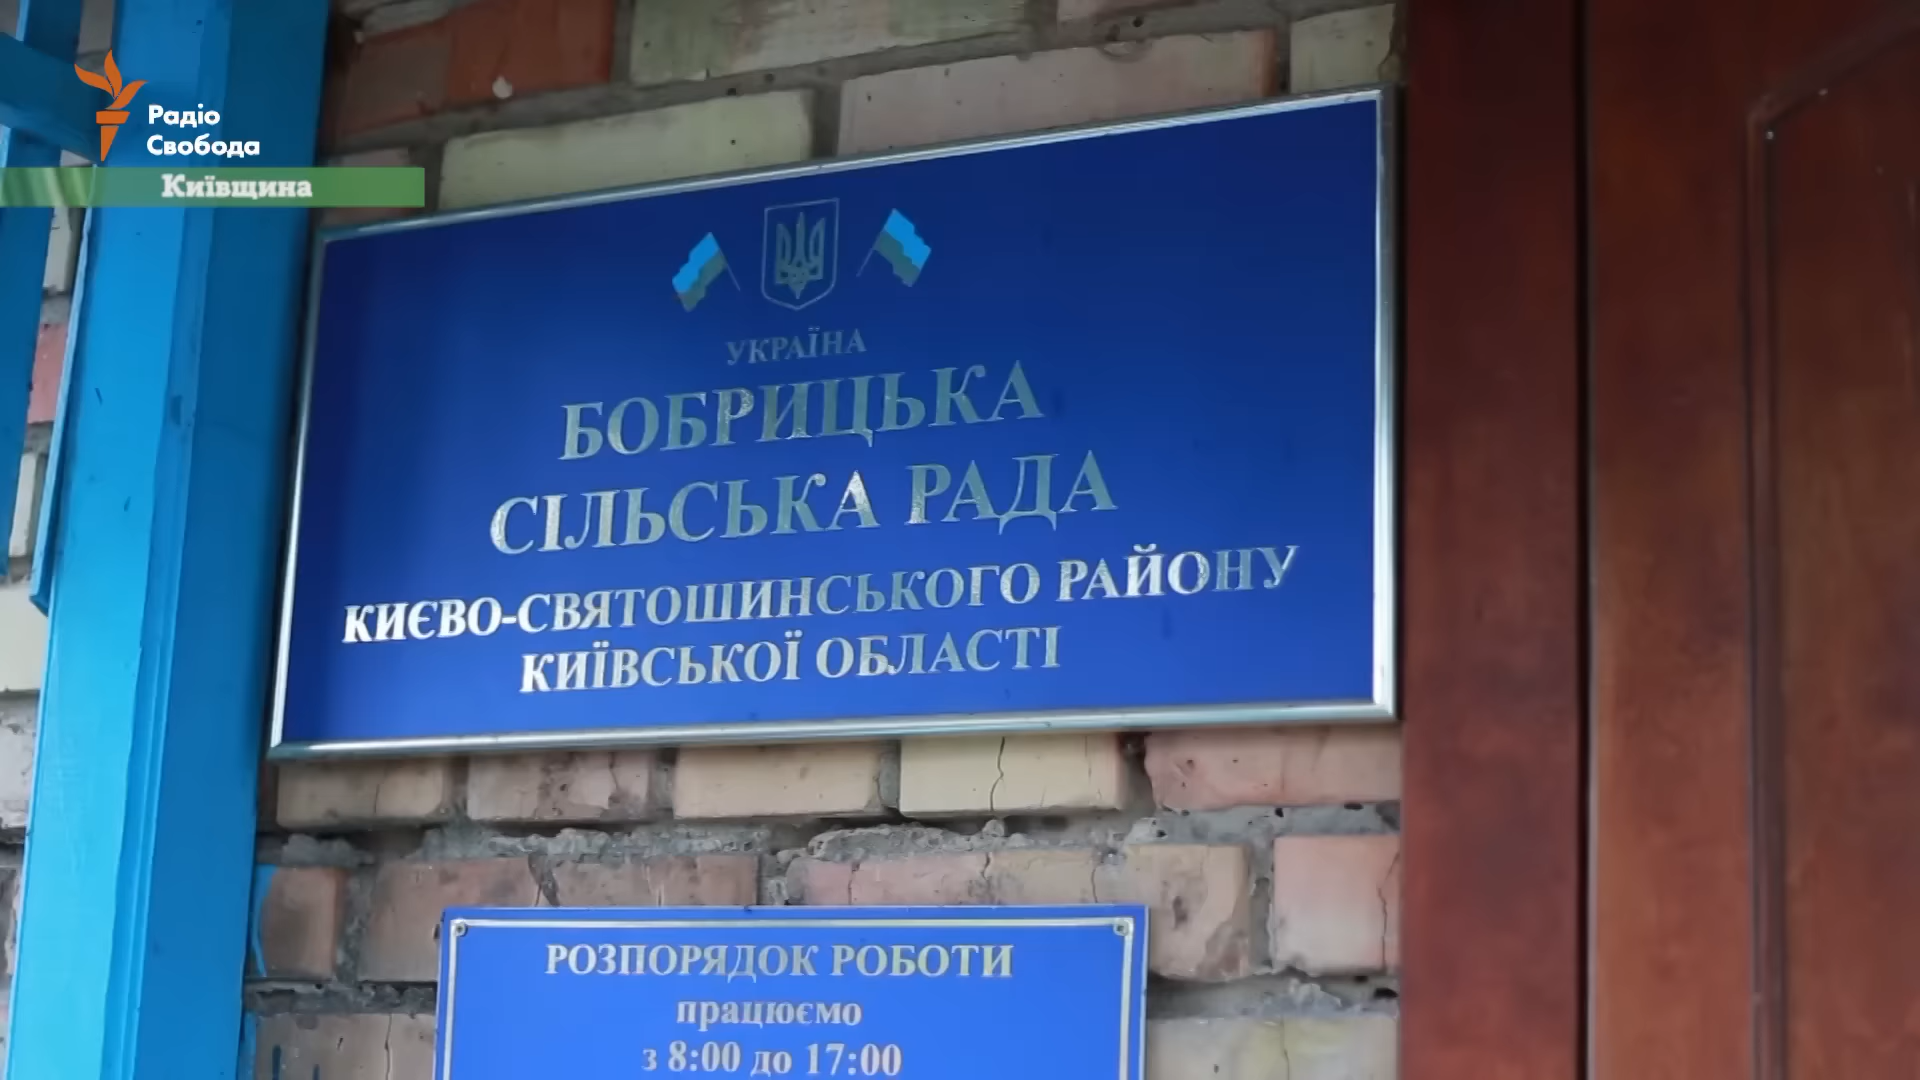 Радіо
Свобода
Київщина
УКРАЇНА
БОБРИЦЬКА
СІЛЬСЬКА РАДА
КИЄВО-СВЯТОШИНСЬКОГО РАЙОНУ
КИЇВСЬКОЇ ОБЛАСТІ
РОЗПОРЯДОК РОБОТИ
працюємо
з 8:00 до 17:00